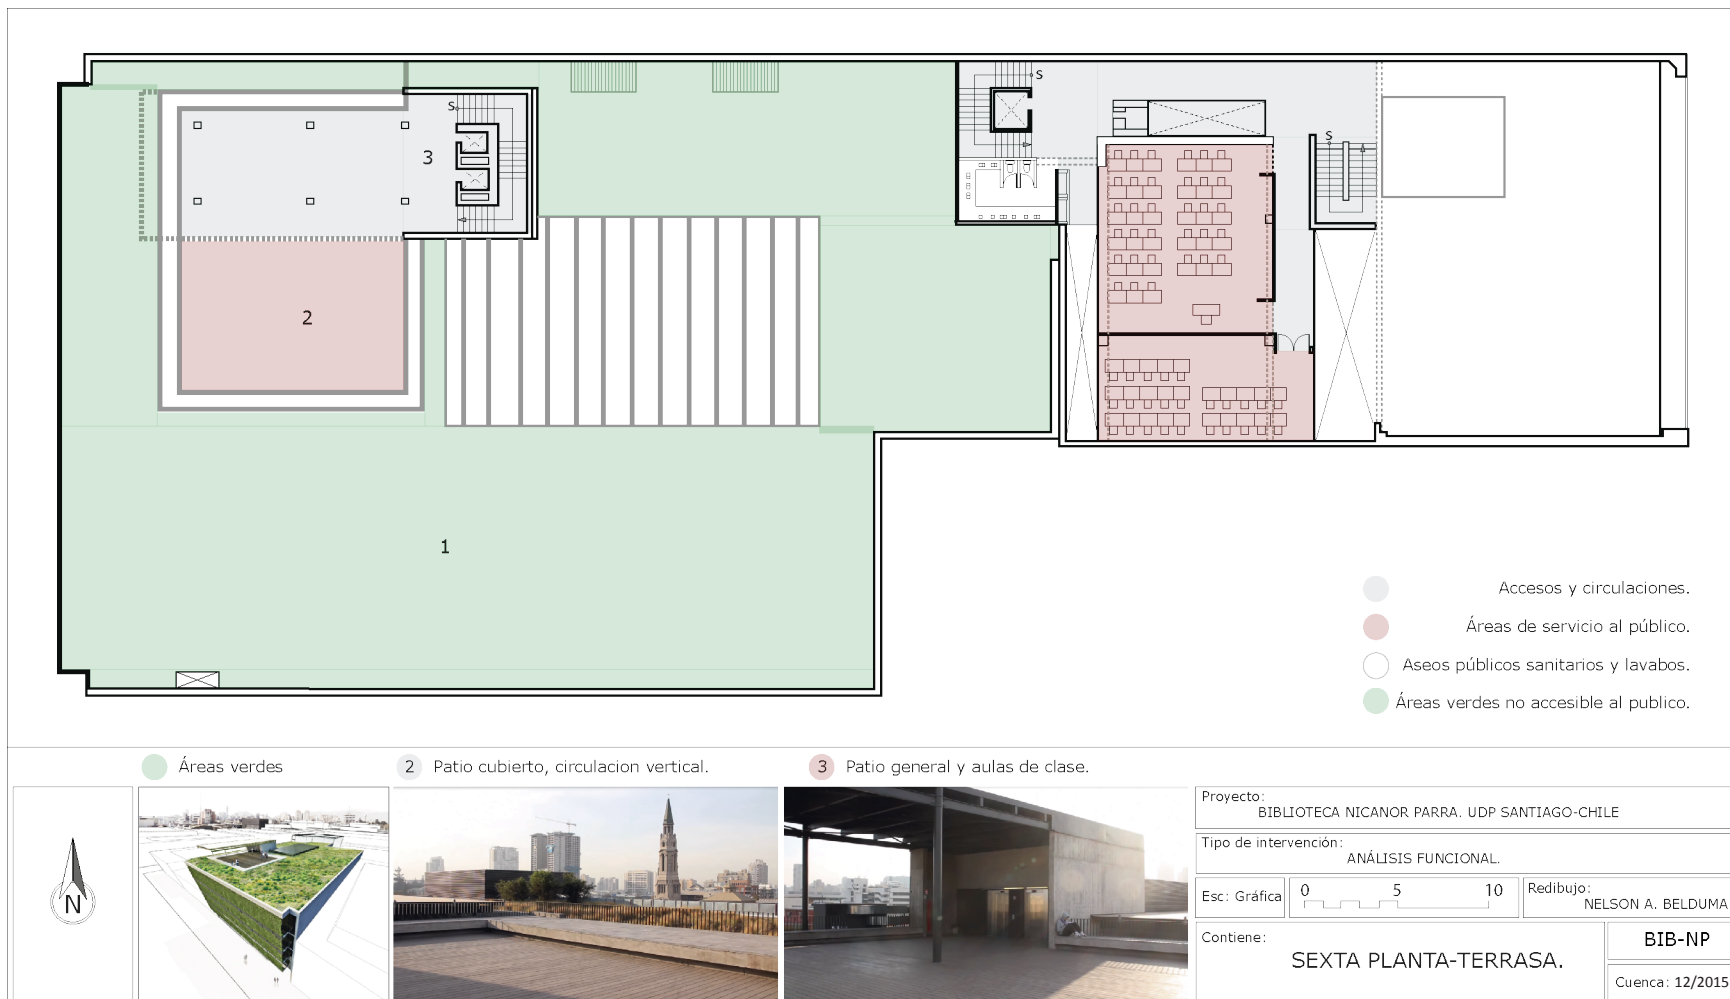 S
S
S
3
2
1
Accesos y circulaciones.
Áreas de servicio al público.
Aseos públicos sanitarios y lavabos.
Áreas verdes no accesible al publico.
Áreas verdes
2 Patio cubierto, circulacion vertical.
3 Patio general y aulas de clase.
N
Proyecto:
BIBLIOTECA NICANOR PARRA. UDP SANTIAGO-CHILE
Tipo de intervención:
ANÁLISIS FUNCIONAL.
Esc: Gráfica
0 5 10
Redibujo:
NELSON A. BELDUMA
Contiene:
SEXTA PLANTA-TERRASA.
BIB-NP
Cuenca: 12/2015